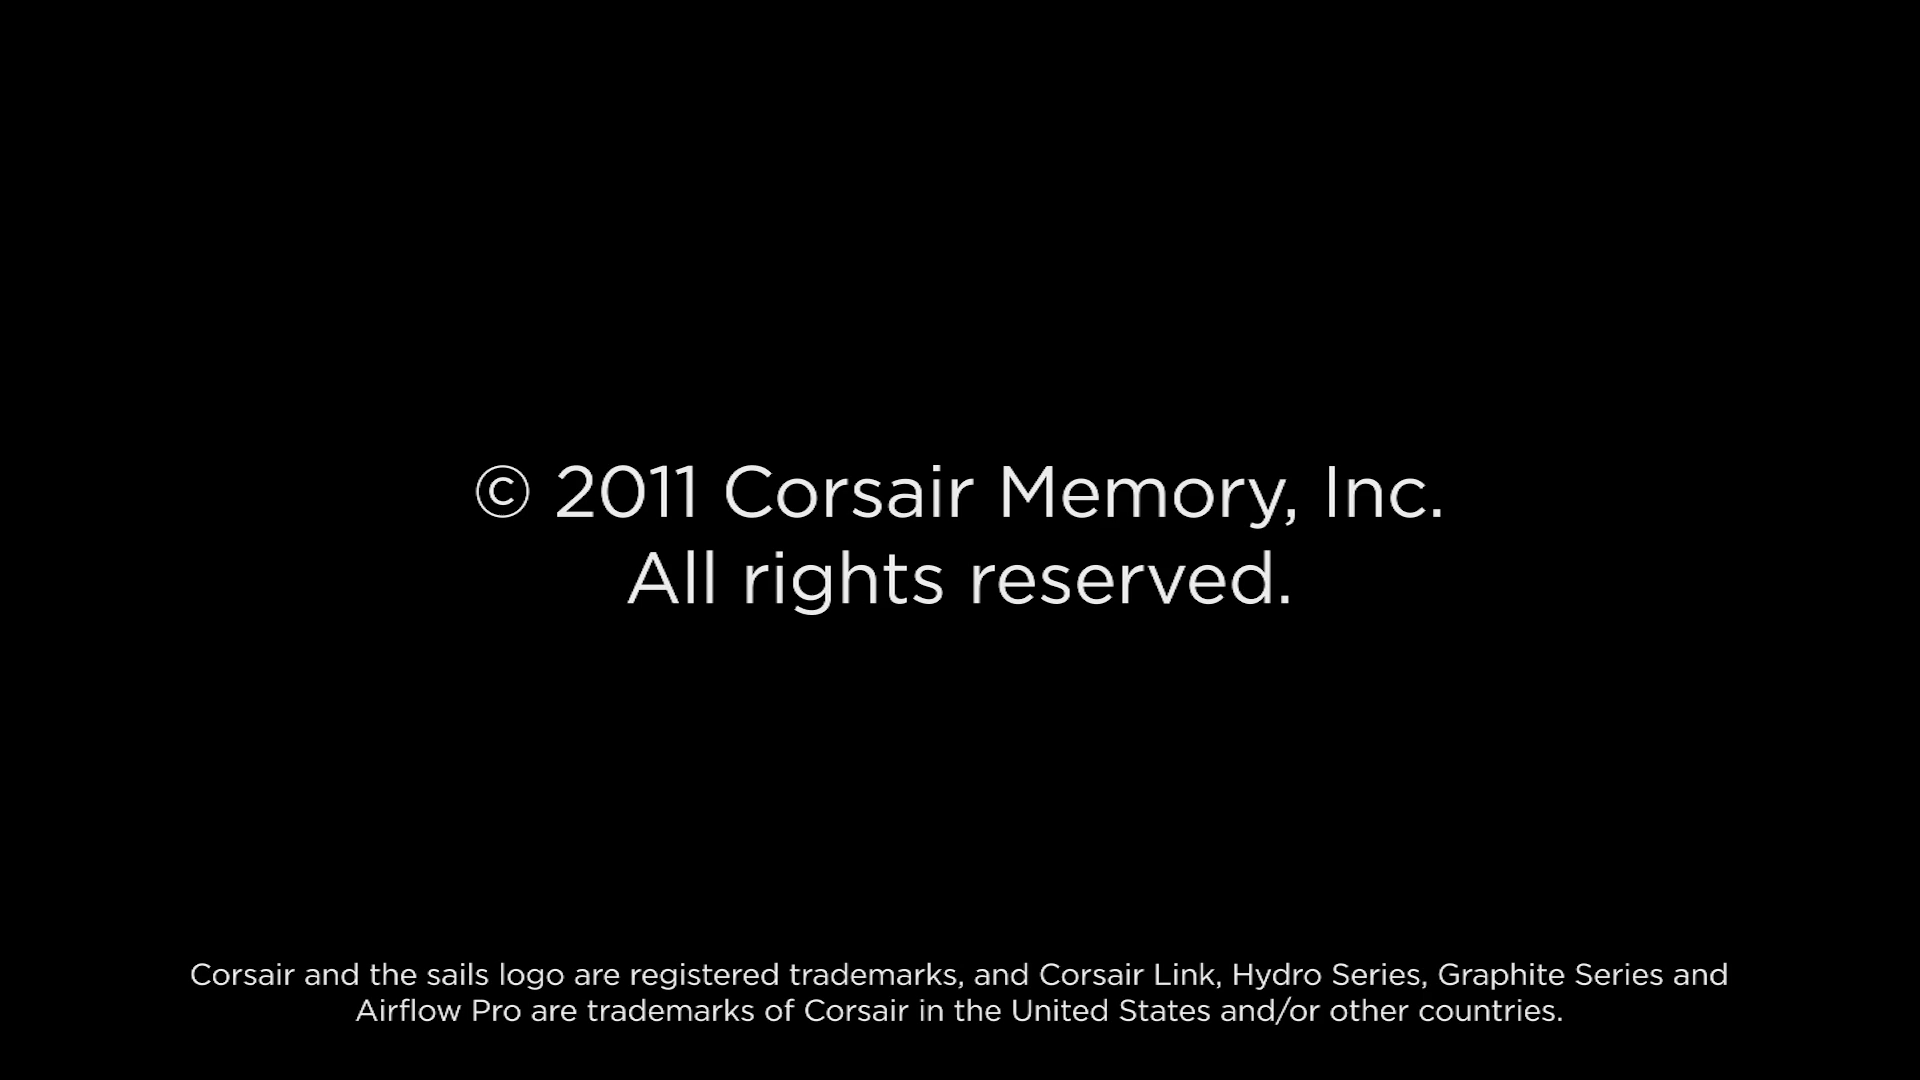 © 2011 Corsair Memory, Inc.
All rights reserved.
Corsair and the sails logo are registered trademarks, and Corsair Link, Hydro Series, Graphite Series and
Airflow Pro are trademarks of Corsair in the United States and/or other countries.